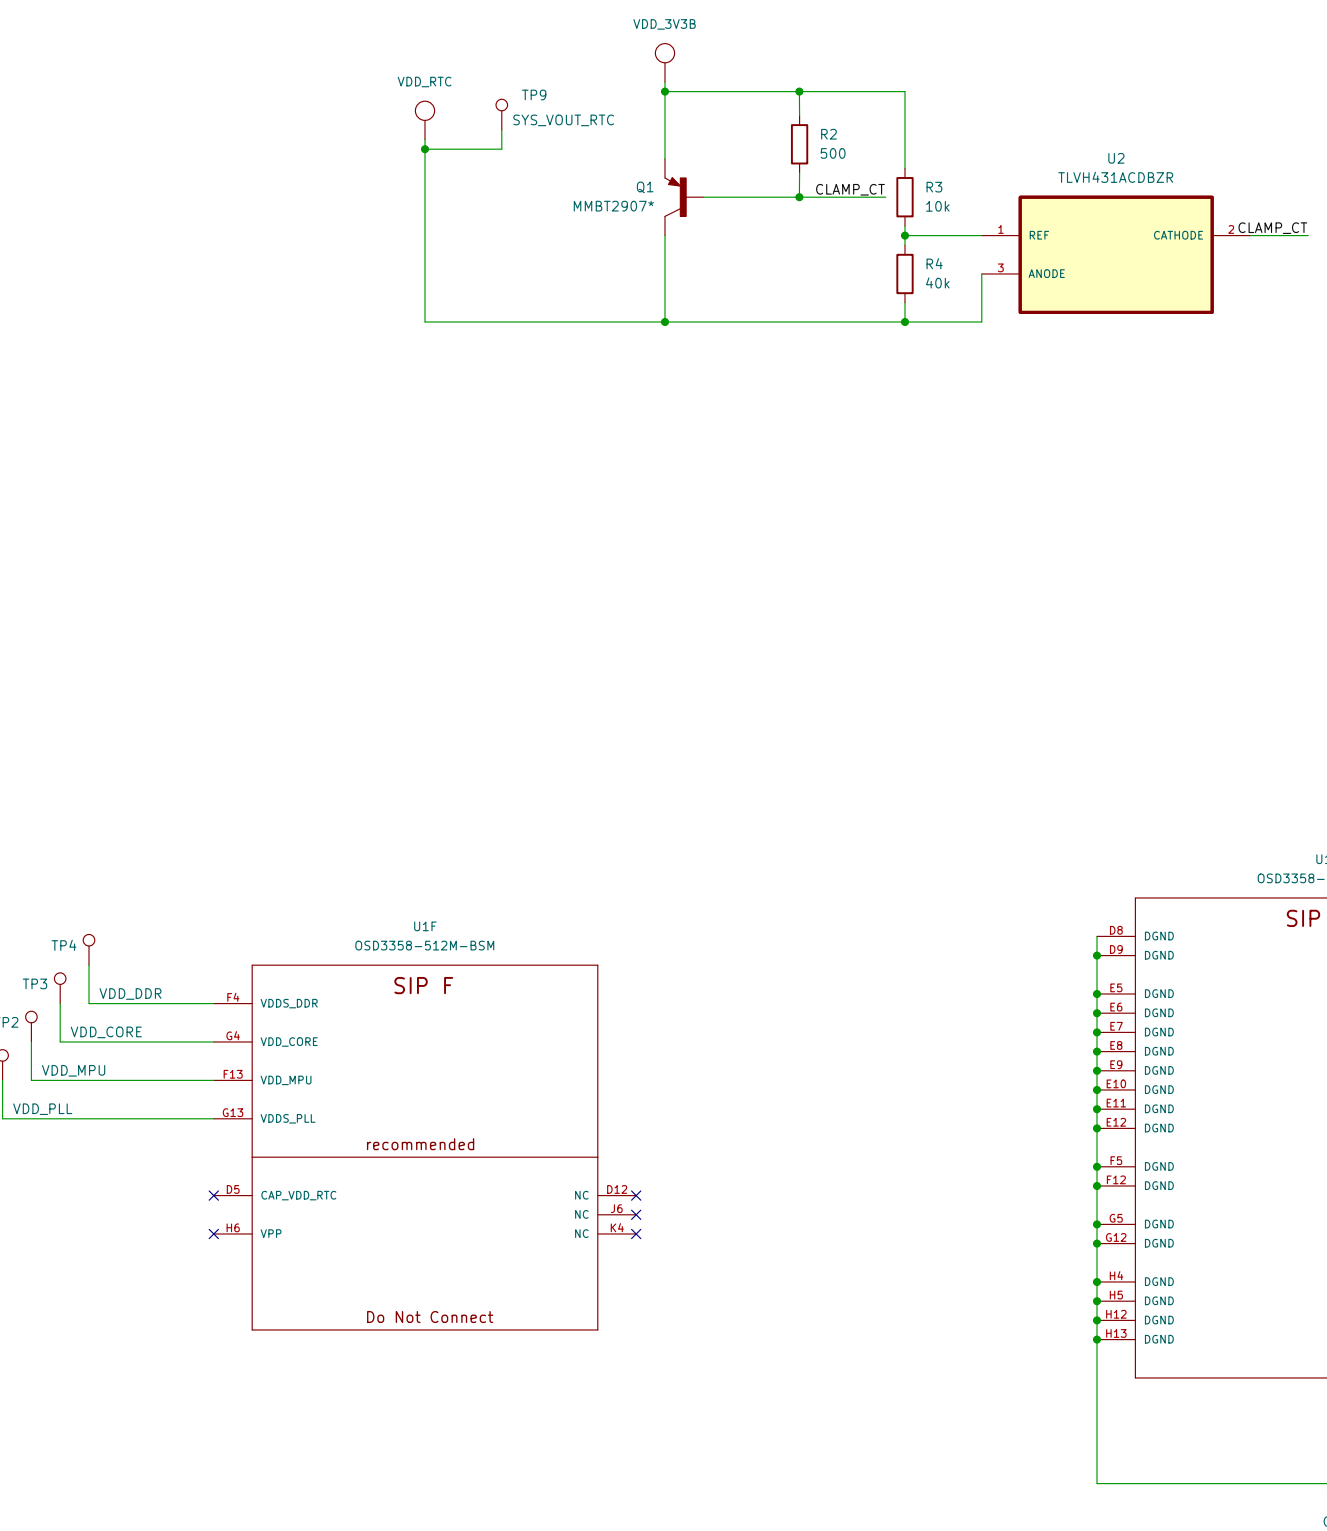 VDD_3V3B
VDD_RTC
TP9
SYS_VOUT_RTC
R2
500
Q1
MMBT2907*
CLAMP_CT
R3
10k
R4
40k
U2
TLVH431ACDBZR
1
REF
CATHODE
2
CLAMP_CT
3
ANODE
U1F
OSD3358-512M-BSM
SIP F
TP4
VDD_DDR
F4
VDDS_DDR
TP3
VDD_CORE
G4
VDD_CORE
P2
VDD_MPU
F13
VDD_MPU
VDD_PLL
G13
VDDS_PLL
recommended
D5
CAP_VDD_RTC
NC
D12
NC
J6
H6
VPP
NC
K4
Do Not Connect
OSD3358-
SIP
D8 DGND
D9 DGND
E5 DGND
E6 DGND
E7 DGND
E8 DGND
E9 DGND
E10 DGND
E11 DGND
E12 DGND
F5 DGND
F12 DGND
G5 DGND
G12 DGND
H4 DGND
H5 DGND
H12 DGND
H13 DGND